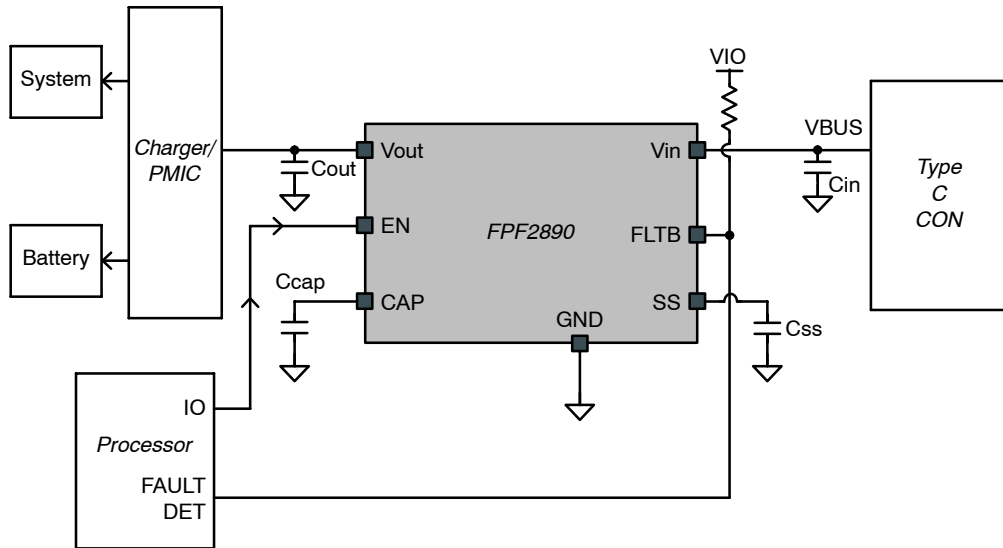 System
Battery
Charger/
PMIC
Cout
Vout
EN
CAP
Ccap
FPF2890
GND
Vin
FLTB
SS
VIO
VBUS
Cin
Css
Type
C
CON
IO
Processor
FAULT
DET